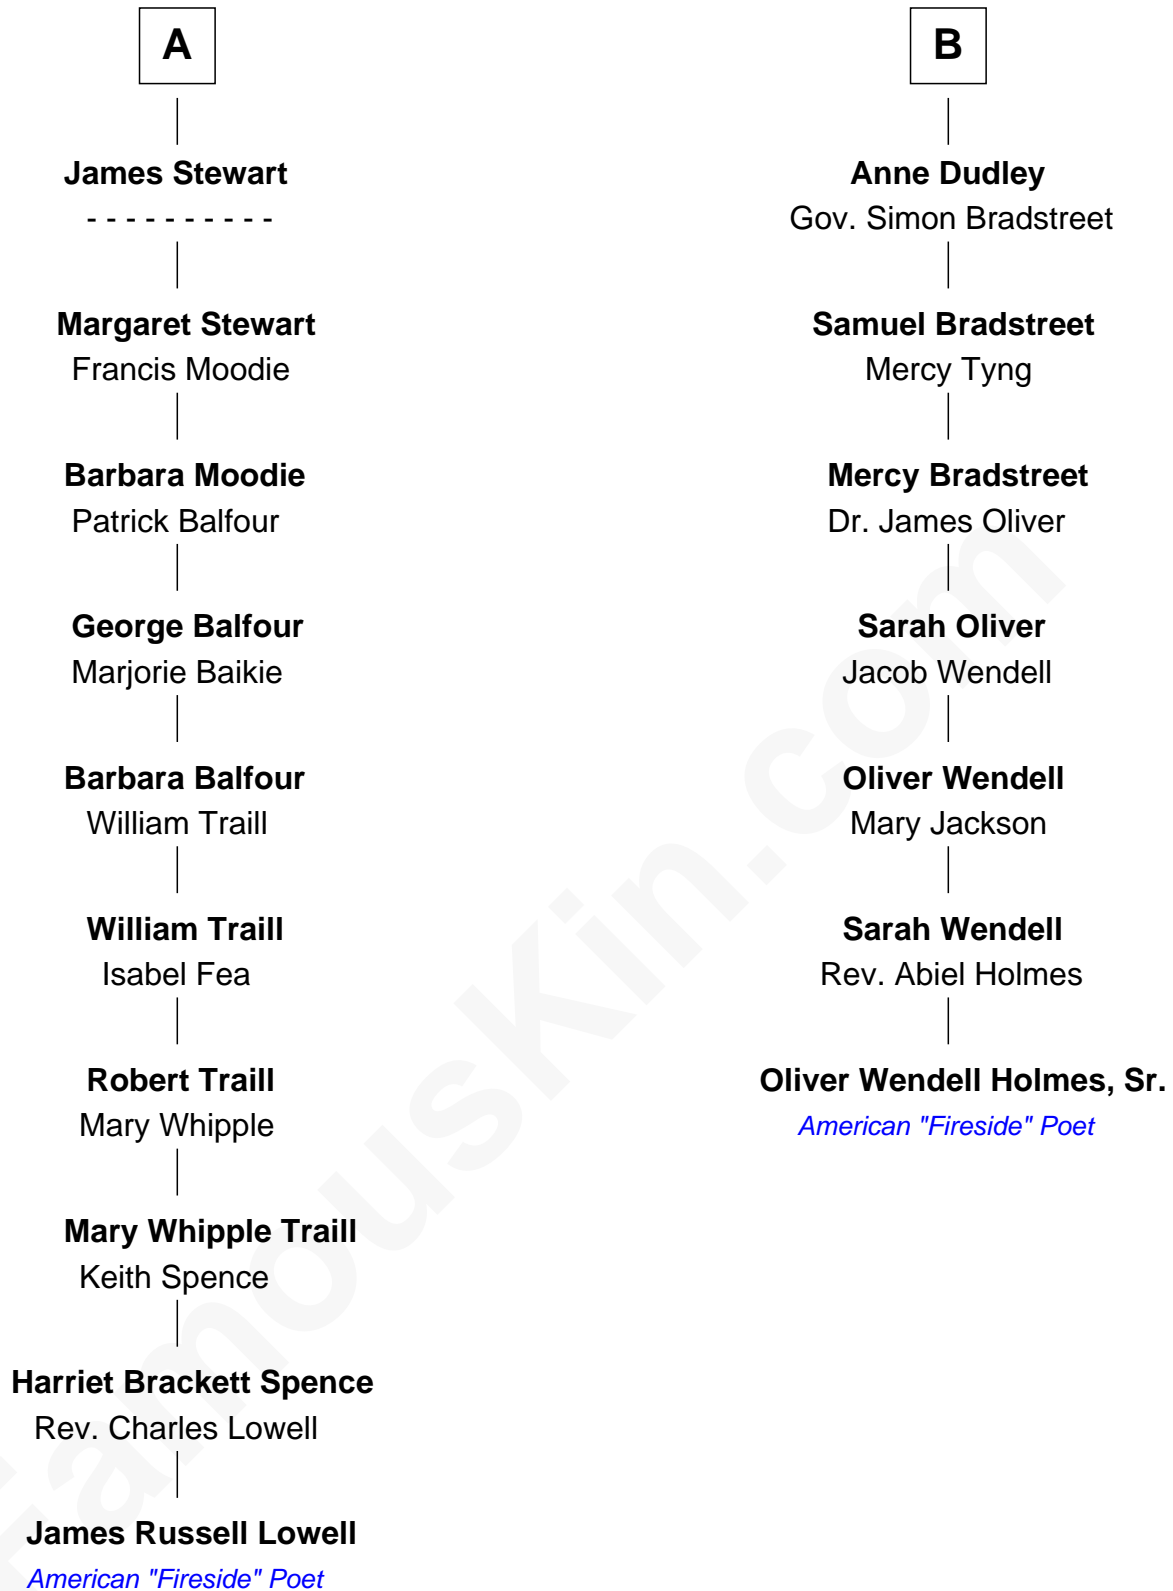 A
James Stewart
- - - - - - - - - -
Margaret Stewart
Francis Moodie
Barbara Moodie
Patrick Balfour
George Balfour
Marjorie Baikie
Barbara Balfour
William Traill
William Traill
Isabel Fea
Robert Traill
Mary Whipple
Mary Whipple Traill
Keith Spence
Harriet Brackett Spence
Rev. Charles Lowell
James Russell Lowell
American "Fireside" Poet
B
Anne Dudley
Gov. Simon Bradstreet
Samuel Bradstreet
Mercy Tyng
Mercy Bradstreet
Dr. James Oliver
Sarah Oliver
Jacob Wendell
Oliver Wendell
Mary Jackson
Sarah Wendell
Rev. Abiel Holmes
Oliver Wendell Holmes, Sr.
American "Fireside" Poet
FamousKin.com